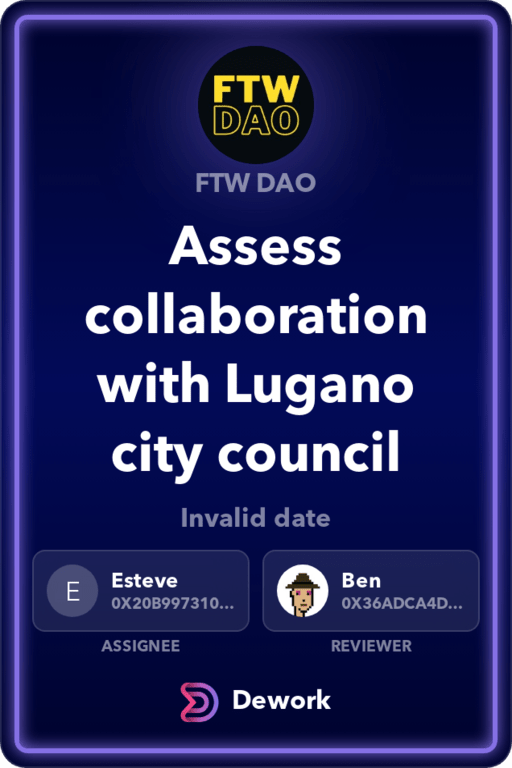 FTW
DAO
FTW DAO
Assess
collaboration
with Lugano
city council
Invalid date
E
Esteve
0X20B997310...
ASSIGNEE
Ben
0X36ADCA4D...
REVIEWER
Dework